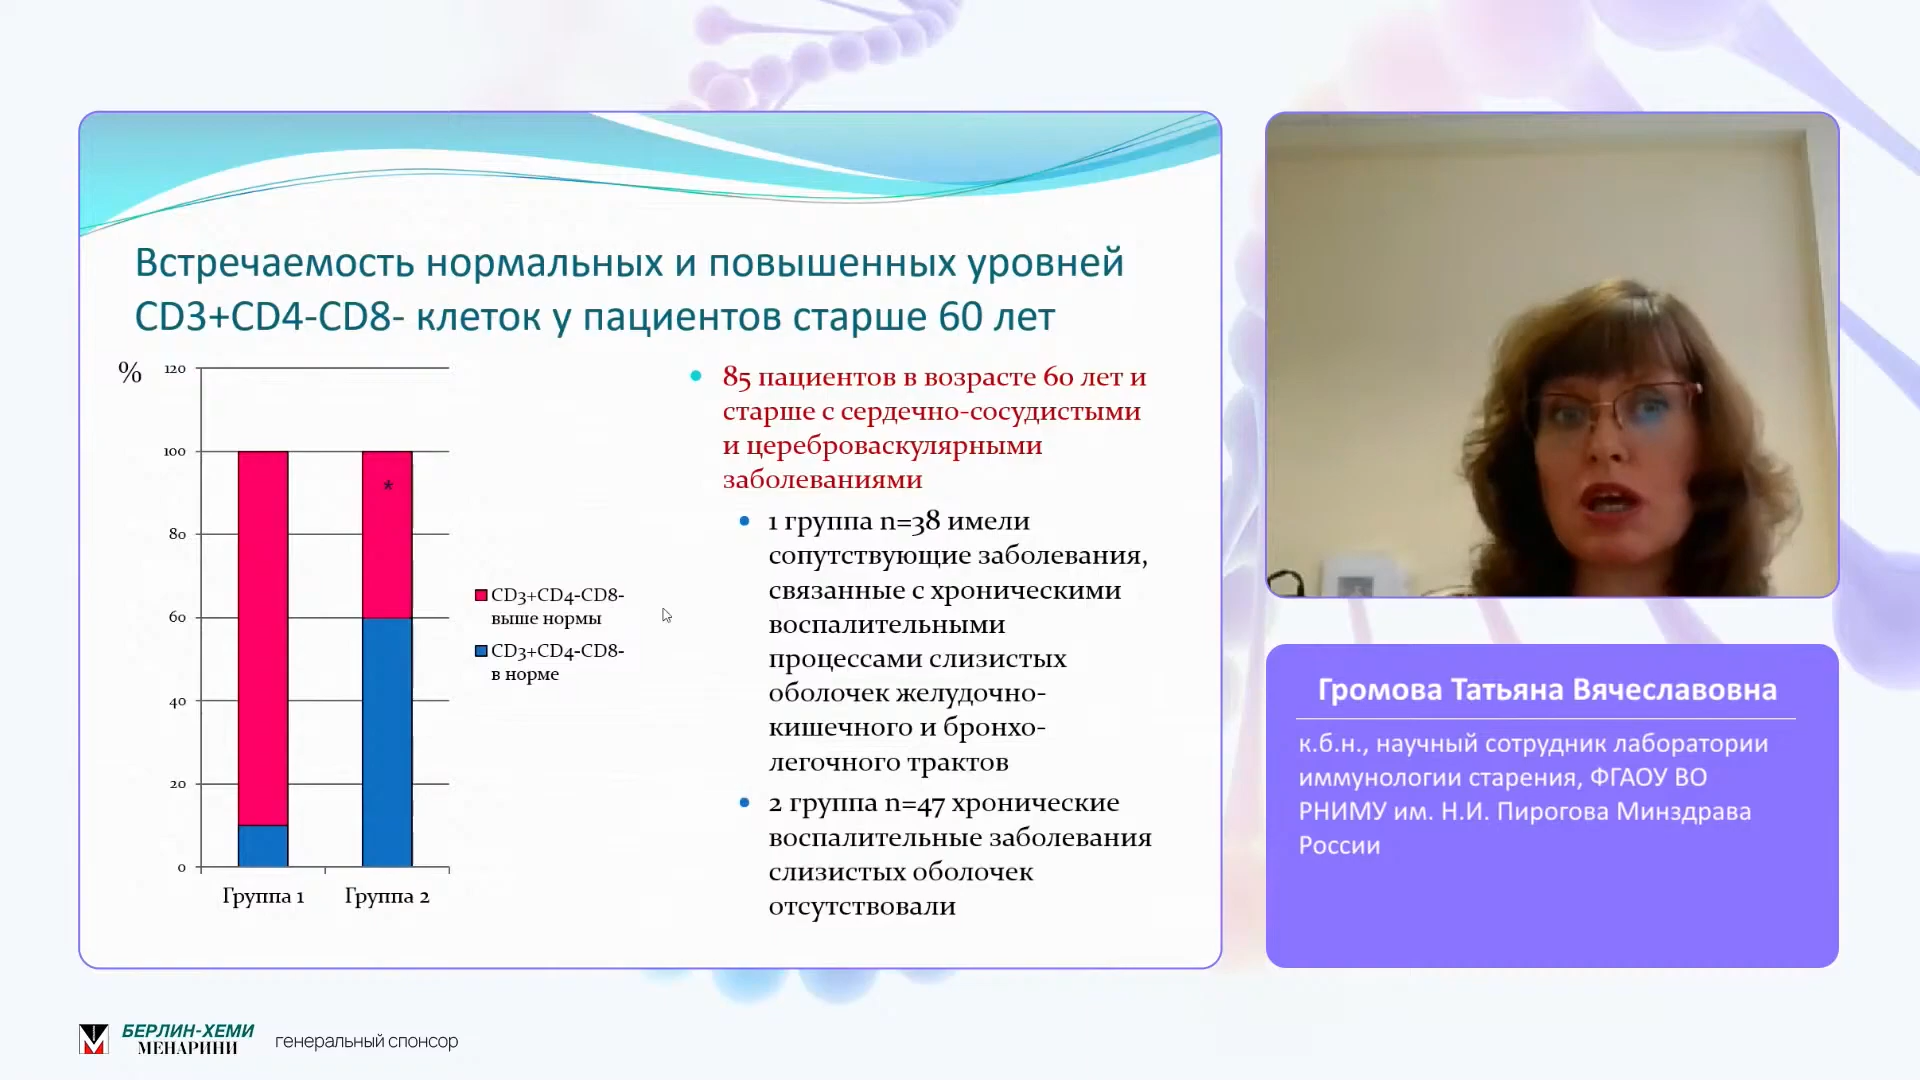 Встречаемость нормальных и повышенных уровней
CD3+CD4-CD8- клеток у пациентов старше 60 лет
%
120
100
80
60
40
20
0
*
Группа 1
Группа 2
CD3+CD4-CD8-
выше нормы
CD3+CD4-CD8-
в норме
85 пациентов в возрасте 60 лет и
старше с сердечно-сосудистыми
и цереброваскулярными
заболеваниями
1 группа n=38 имели
сопутствующие заболевания,
связанные с хроническими
воспалительными
процессами слизистых
оболочек желудочно-
кишечного и бронхо-
легочного трактов
2 группа n=47 хронические
воспалительные заболевания
слизистых оболочек
отсутствовали
Громова Татьяна Вячеславовна
к.б.н., научный сотрудник лаборатории
иммунологии старения, ФГАОУ ВО
РНИМУ им. Н.И. Пирогова Минздрава
России
БЕРЛИН-ХЕМИ
МЕНАРИНИ
генеральный спонсор